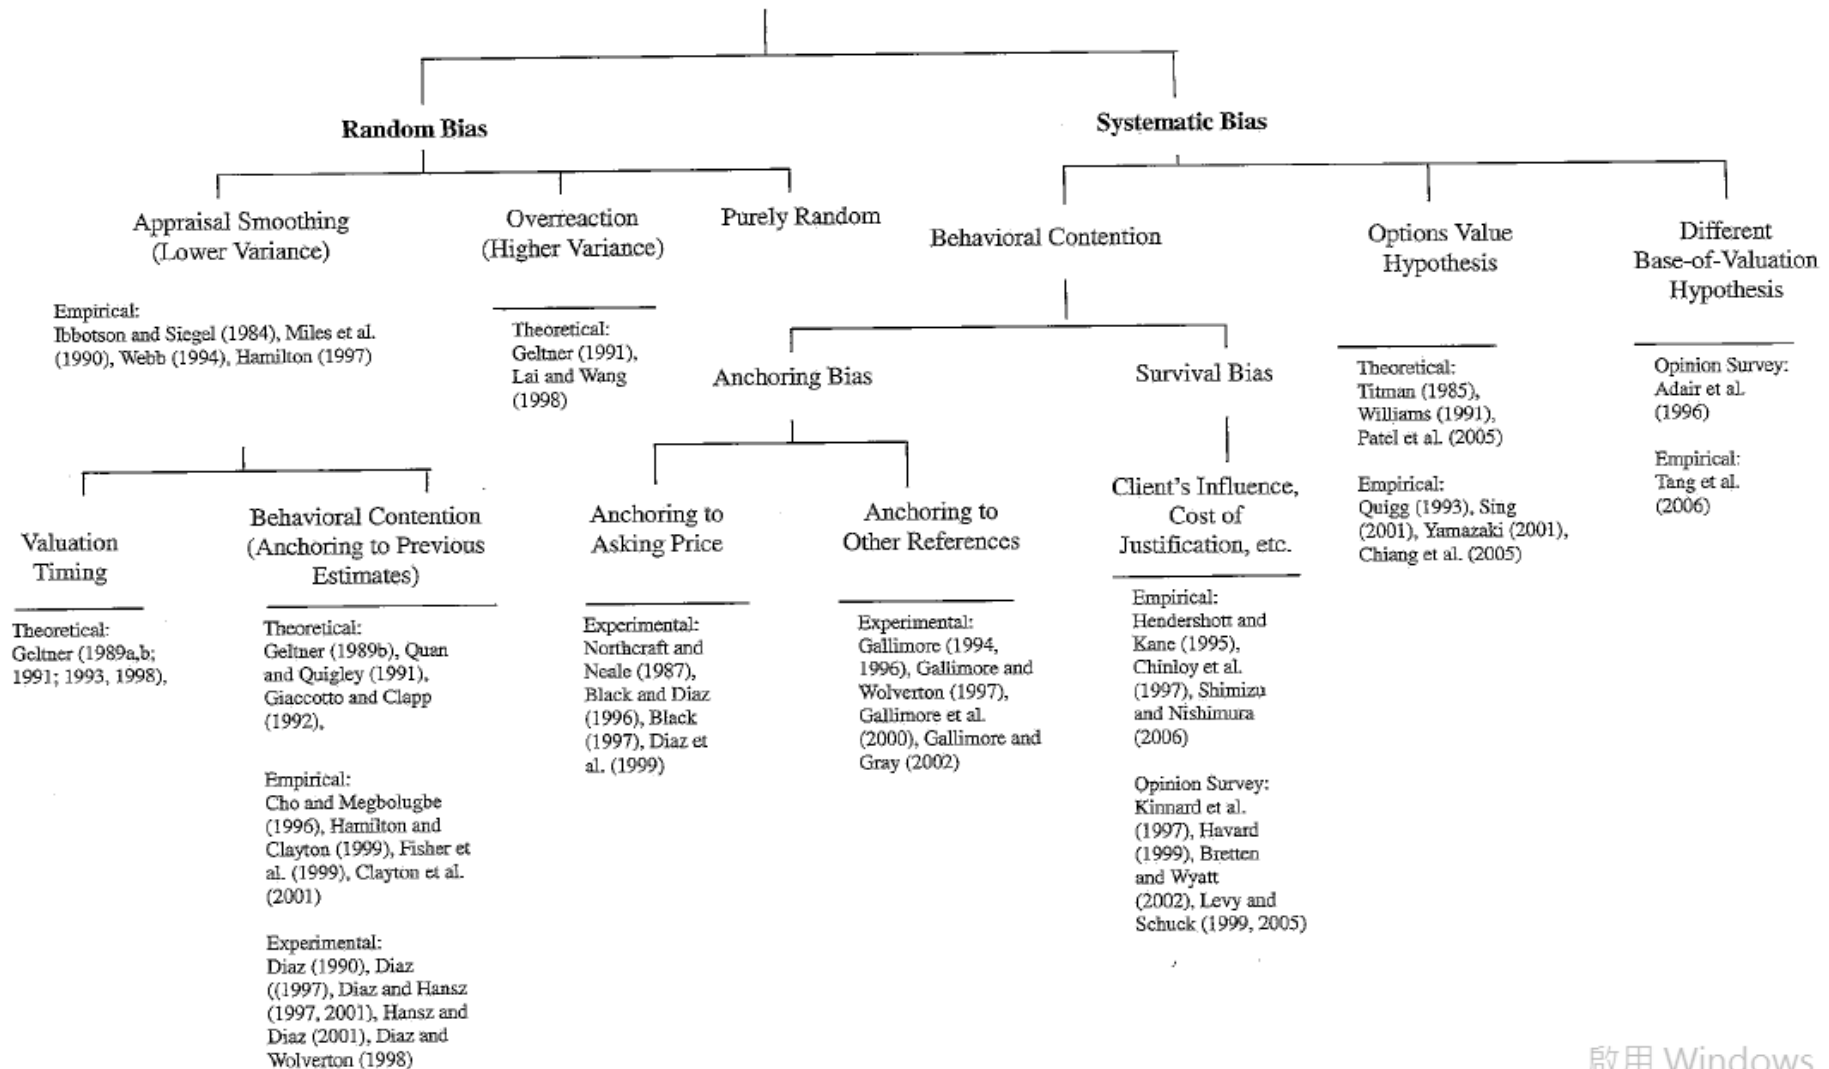 Random Bias
Systematic Bias
Appraisal Smoothing
(Lower Variance)
Overreaction
(Higher Variance)
Purely Random
Behavioral Contention
Options Value
Hypothesis
Different
Base-of-Valuation
Hypothesis
Empirical:
Ibbotson and Siegel (1984), Miles et al.
(1990), Webb (1994), Hamilton (1997)
Theoretical:
Geltner (1991),
Lai and Wang
(1998)
Anchoring Bias
Survival Bias
Theoretical:
Titman (1985),
Williams (1991),
Patel et al. (2005)
Empirical:
Quigg (1993), Sing
(2001), Yamazaki (2001),
Chiang et al. (2005)
Opinion Survey:
Adair et al.
(1996)
Empirical:
Tang et al.
(2006)
Valuation
Timing
Behavioral Contention
(Anchoring to Previous
Estimates)
Anchoring to
Asking Price
Anchoring to
Other References
Client's Influence,
Cost of
Justification, etc.
Theoretical:
Geltner (1989a,b;
1991; 1993, 1998),
Theoretical:
Geltner (1989b), Quan
and Quigley (1991),
Giaccotto and Clapp
(1992),
Empirical:
Cho and Megbolugbe
(1996), Hamilton and
Clayton (1999), Fisher et
al. (1999), Clayton et al.
(2001)
Experimental:
Diaz (1990), Diaz
((1997), Diaz and Hansz
(1997, 2001), Hansz and
Diaz (2001), Diaz and
Wolverton (1998)
Experimental:
Northcraft and
Neale (1987),
Black and Diaz
(1996), Black
(1997), Diaz et
al. (1999)
Experimental:
Gallimore (1994,
1996), Gallimore and
Wolverton (1997),
Gallimore et al.
(2000), Gallimore and
Gray (2002)
Empirical:
Hendershott and
Kane (1995),
Chinloy et al.
(1997), Shimizu
and Nishimura
(2006)
Opinion Survey:
Kinnard et al.
(1997), Havard
(1999), Bretten
and Wyatt
(2002), Levy and
Schuck (1999, 2005)
啟用 Windows